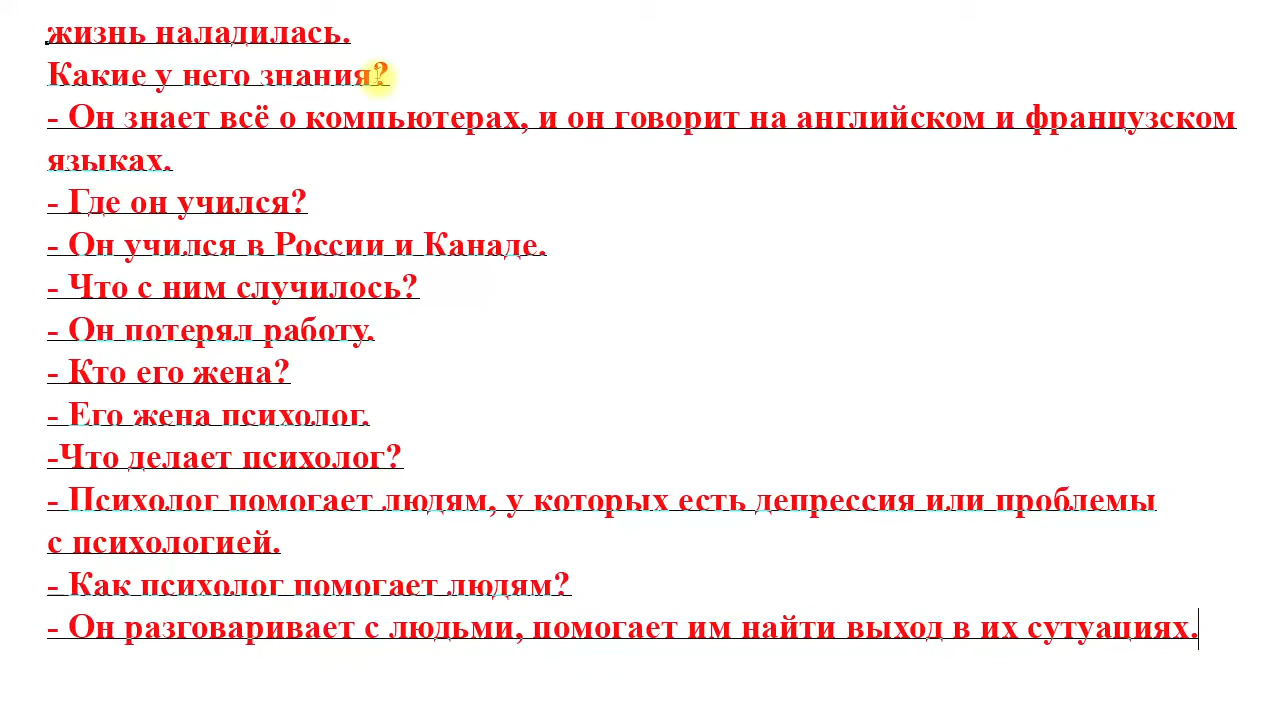 жизнь наладилась.
Какие у него знания?
- Он знает всё о компьютерах, и он говорит на английском и французском
языках.
- Где он учился?
- Он учился в России и Канаде.
- Что с ним случилось?
- Он потерял работу.
- Кто его жена?
- Его жена психолог.
-Что делает психолог?
- Психолог помогает людям, у которых есть депрессия или проблемы
с психологией.
- Как психолог помогает людям?
- Он разговаривает с людьми, помогает им найти выход в их сутуациях.